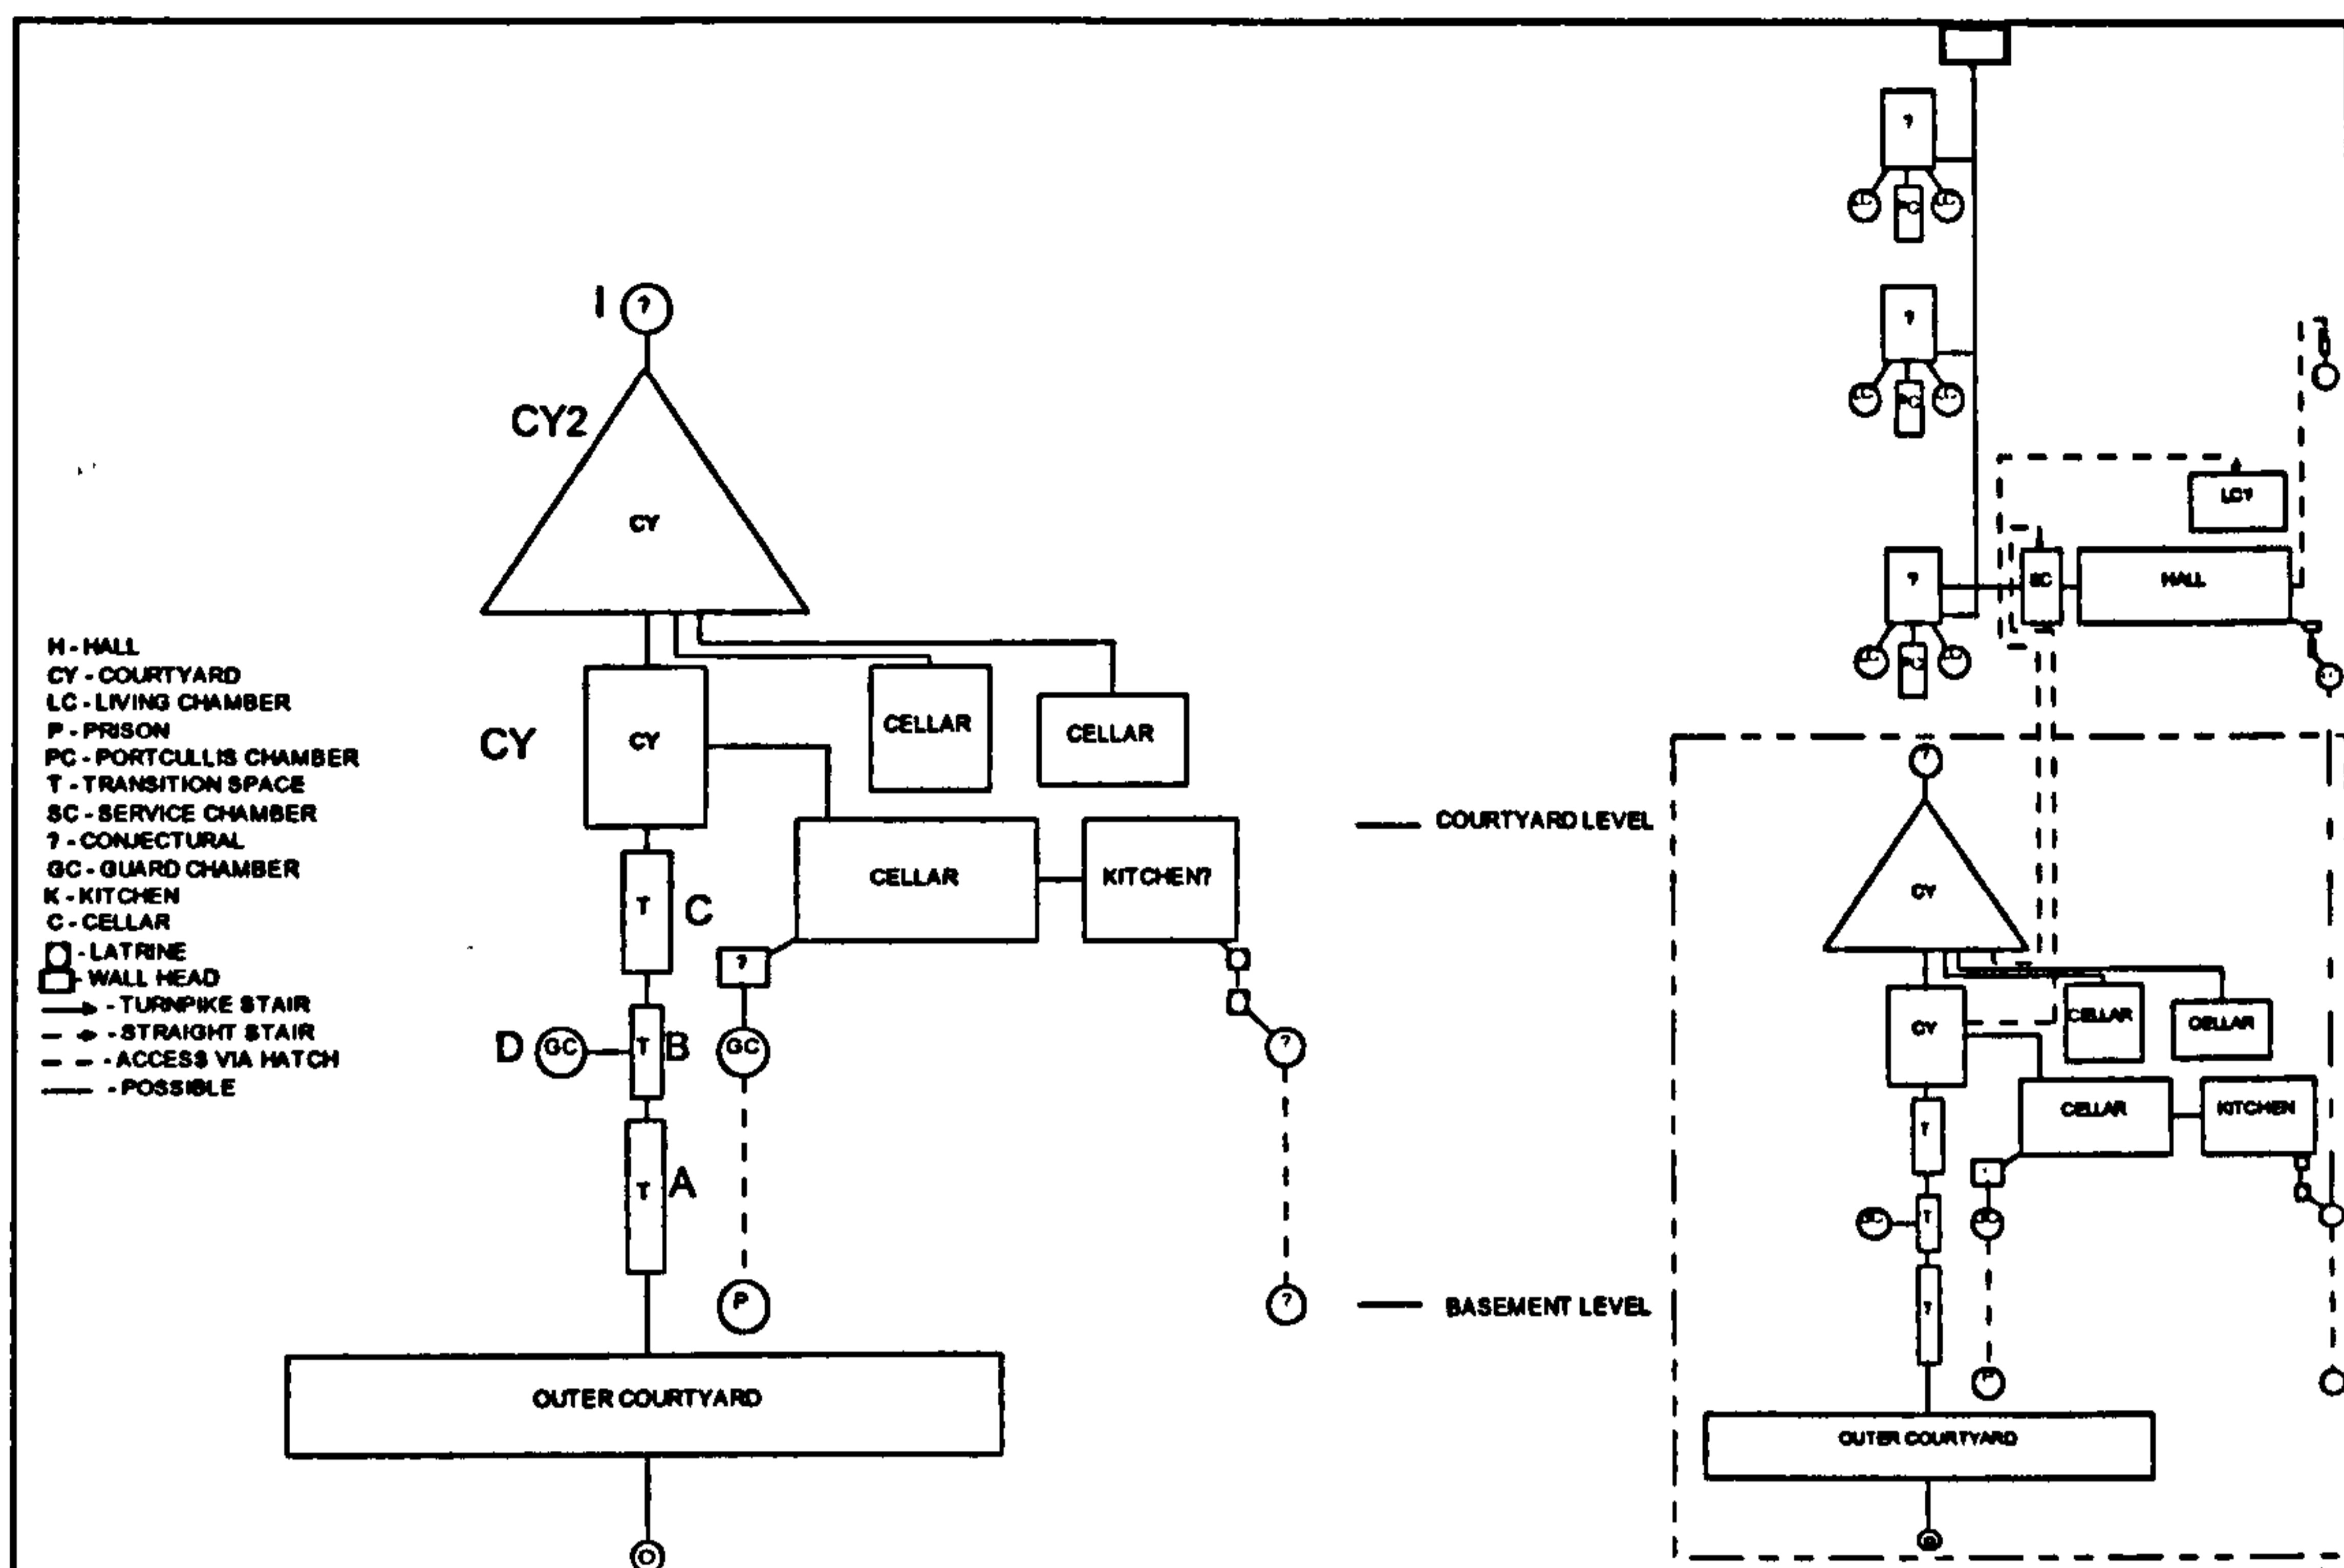 I ?
CY2
CY
H - HALL
CY - COURTYARD
LC - LIVING CHAMBER
P - PRISON
PC - PORTCULLIS CHAMBER
T - TRANSITION SPACE
SC - SERVICE CHAMBER
? - CONJECTURAL
GC - GUARD CHAMBER
K - KITCHEN
C - CELLAR
- LATRINE
- WALL HEAD
- TURNPIKE STAIR
- STRAIGHT STAIR
- ACCESS VIA HATCH
- POSSIBLE
CY CY
CELLAR
CELLAR
CELLAR
KITCHEN?
T C
?
D GC T B
GC
?
T A
P
?
OUTER COURTYARD
COURTYARD LEVEL
BASEMENT LEVEL
?
?
LC?
?
SC
HALL
CY
CY
CELLAR
CELLAR
CELLAR
KITCHEN
T
T
T
OUTER COURTYARD